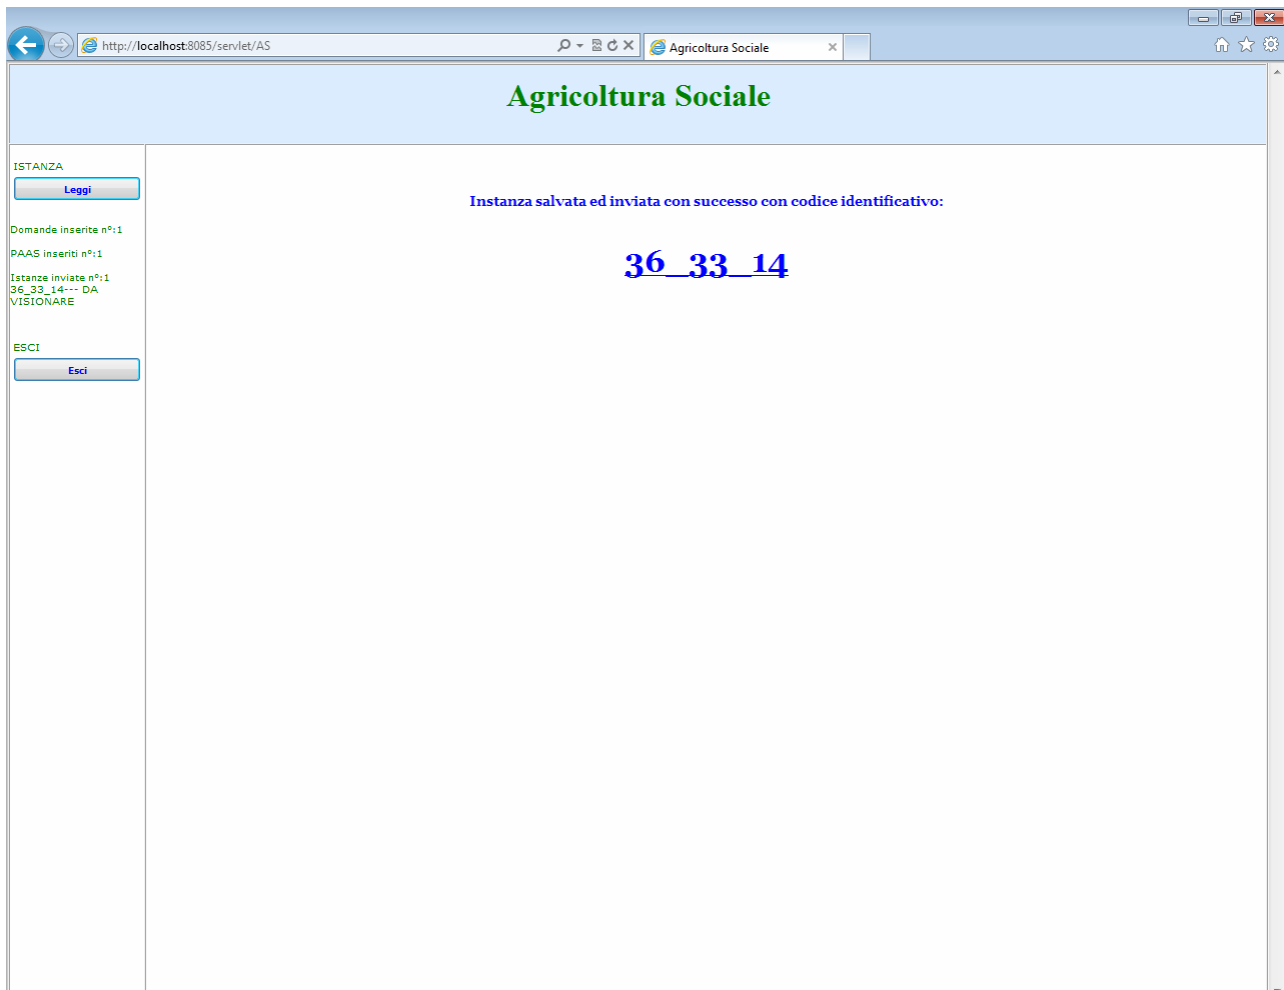 http://localhost:8085/servlet/AS
Agricoltura Sociale
Agricoltura Sociale
ISTANZA
Leggi
Domande inserite n°:1
PAAS inseriti n°:1
Istanze inviate n°:1
36_33_14--- DA
VISIONARE
ESCI
Esci
Instanza salvata ed inviata con successo con codice identificativo:
36_33_14